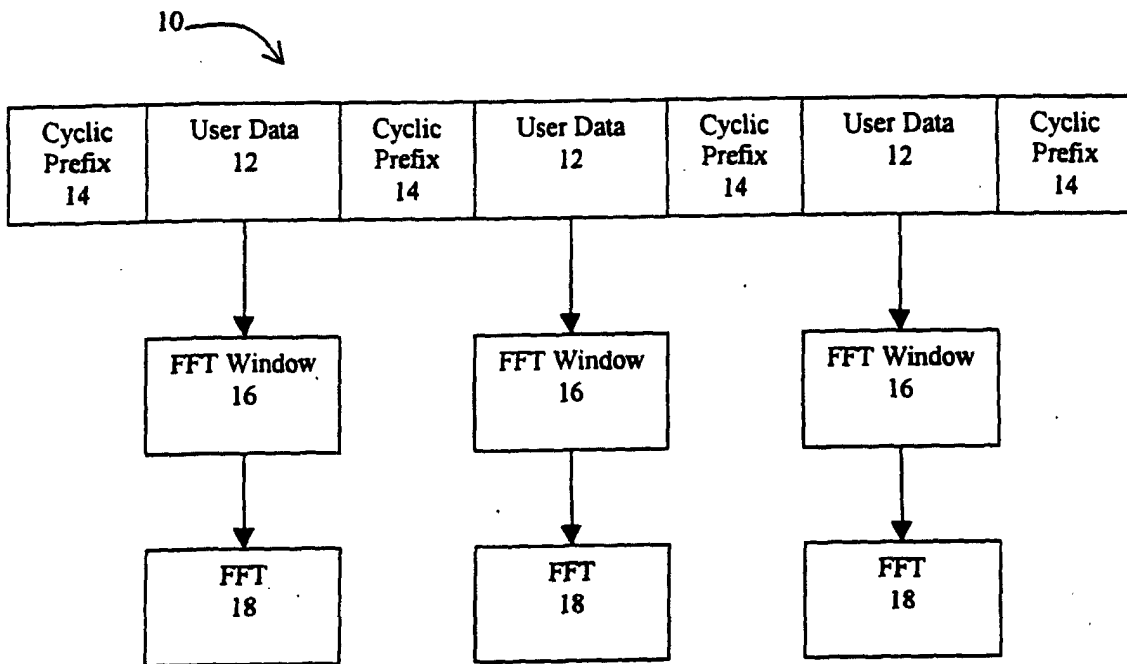 10
Cyclic
Prefix
14
User Data
12
Cyclic
Prefix
14
User Data
12
Cyclic
Prefix
14
User Data
12
Cyclic
Prefix
14
FFT Window
16
FFT Window
16
FFT Window
16
FFT
18
FFT
18
FFT
18